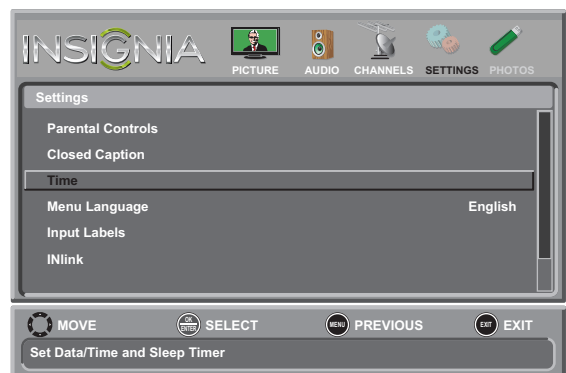 INSIGNIA
PICTURE AUDIO CHANNELS SETTINGS PHOTOS
Settings
Parental Controls
Closed Caption
Time
Menu Language English
Input Labels
INlink
MOVE OK ENTER SELECT MENU PREVIOUS EXIT EXIT
Set Data/Time and Sleep Timer